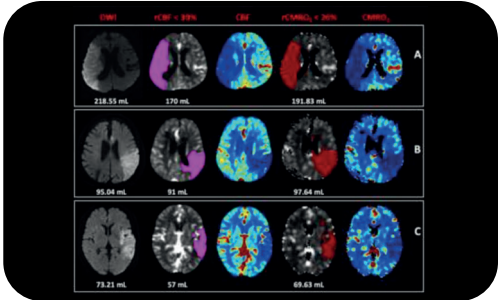 DWI rCBF < 30% CBF rCMRO₂ < 26% CMRO₂
A
218.55 mL 170 mL 191.83 mL
B
95.04 mL 91 mL 97.64 mL
C
73.21 mL 57 mL 69.63 mL